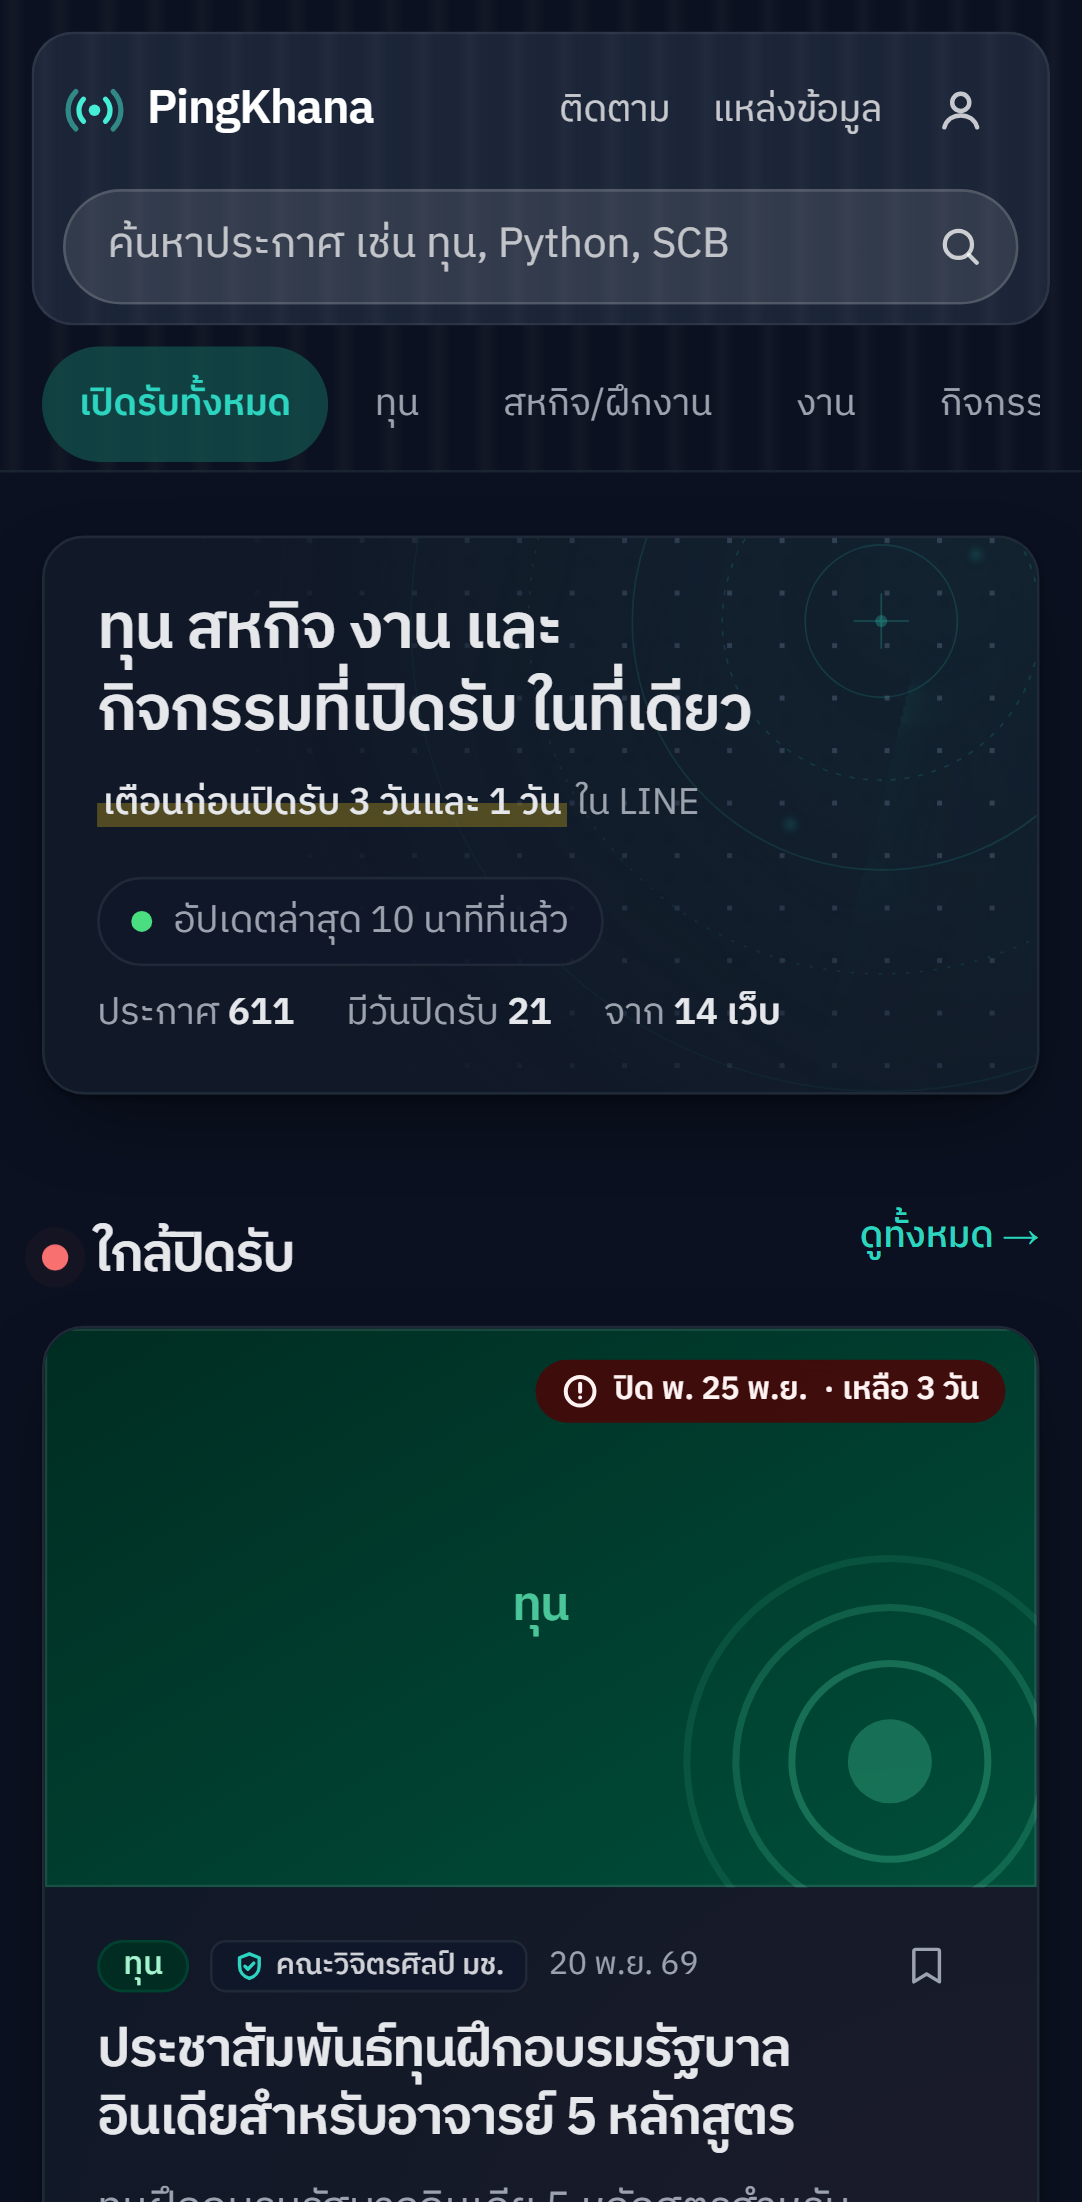 PingKhana
ติดตาม
แหล่งข้อมูล
ค้นหาประกาศ เช่น ทุน, Python, SCB
เปิดรับทั้งหมด
ทุน
สหกิจ/ฝึกงาน
งาน
กิจกรร
ทุน สหกิจ งาน และ
กิจกรรมที่เปิดรับ ในที่เดียว
เตือนก่อนปิดรับ 3 วันและ 1 วัน ใน LINE
อัปเดตล่าสุด 10 นาทีที่แล้ว
ประกาศ 611 มีวันปิดรับ 21 จาก 14 เว็บ
ใกล้ปิดรับ
ดูทั้งหมด →
ปิด พ. 25 พ.ย. · เหลือ 3 วัน
ทุน
ทุน
คณะวิจิตรศิลป์ มช.
20 พ.ย. 69
ประชาสัมพันธ์ทุนฝึกอบรมรัฐบาล
อินเดียสำหรับอาจารย์ 5 หลักสูตร